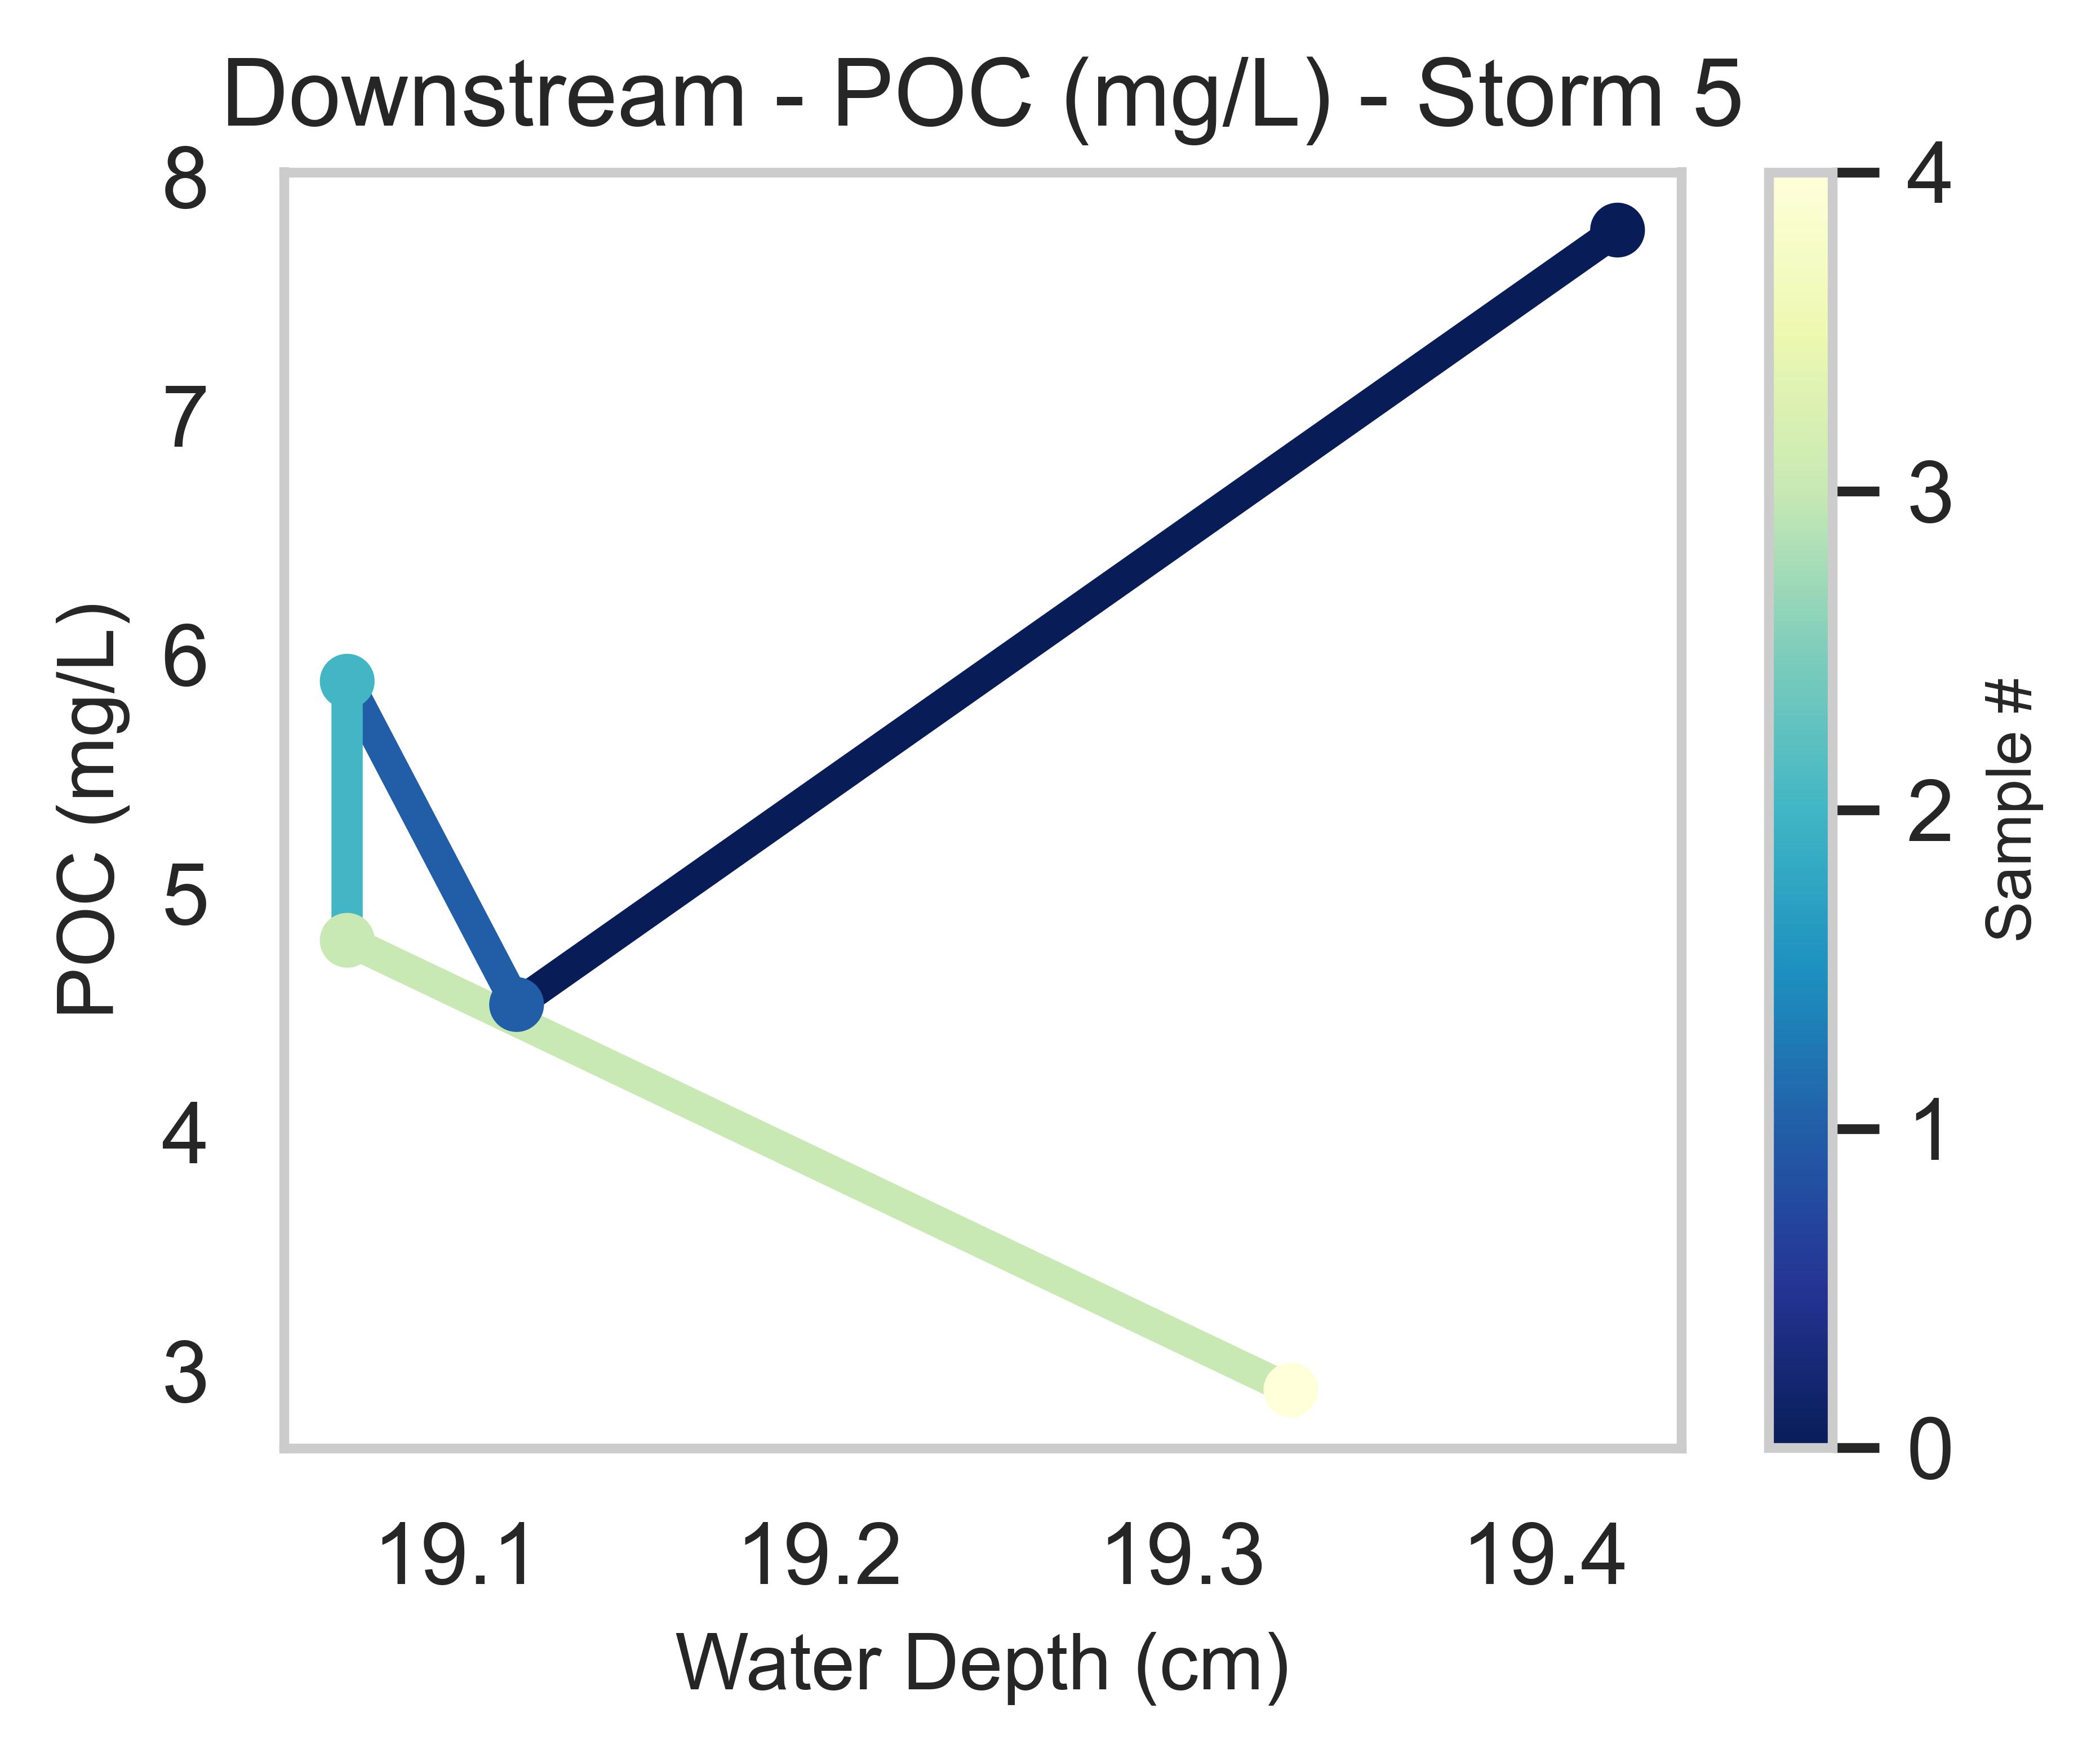 Downstream - POC (mg/L) - Storm 5
8
7
6
5
4
3
POC (mg/L)
19.1 19.2 19.3 19.4
Water Depth (cm)
4
3
2
1
0
Sample #